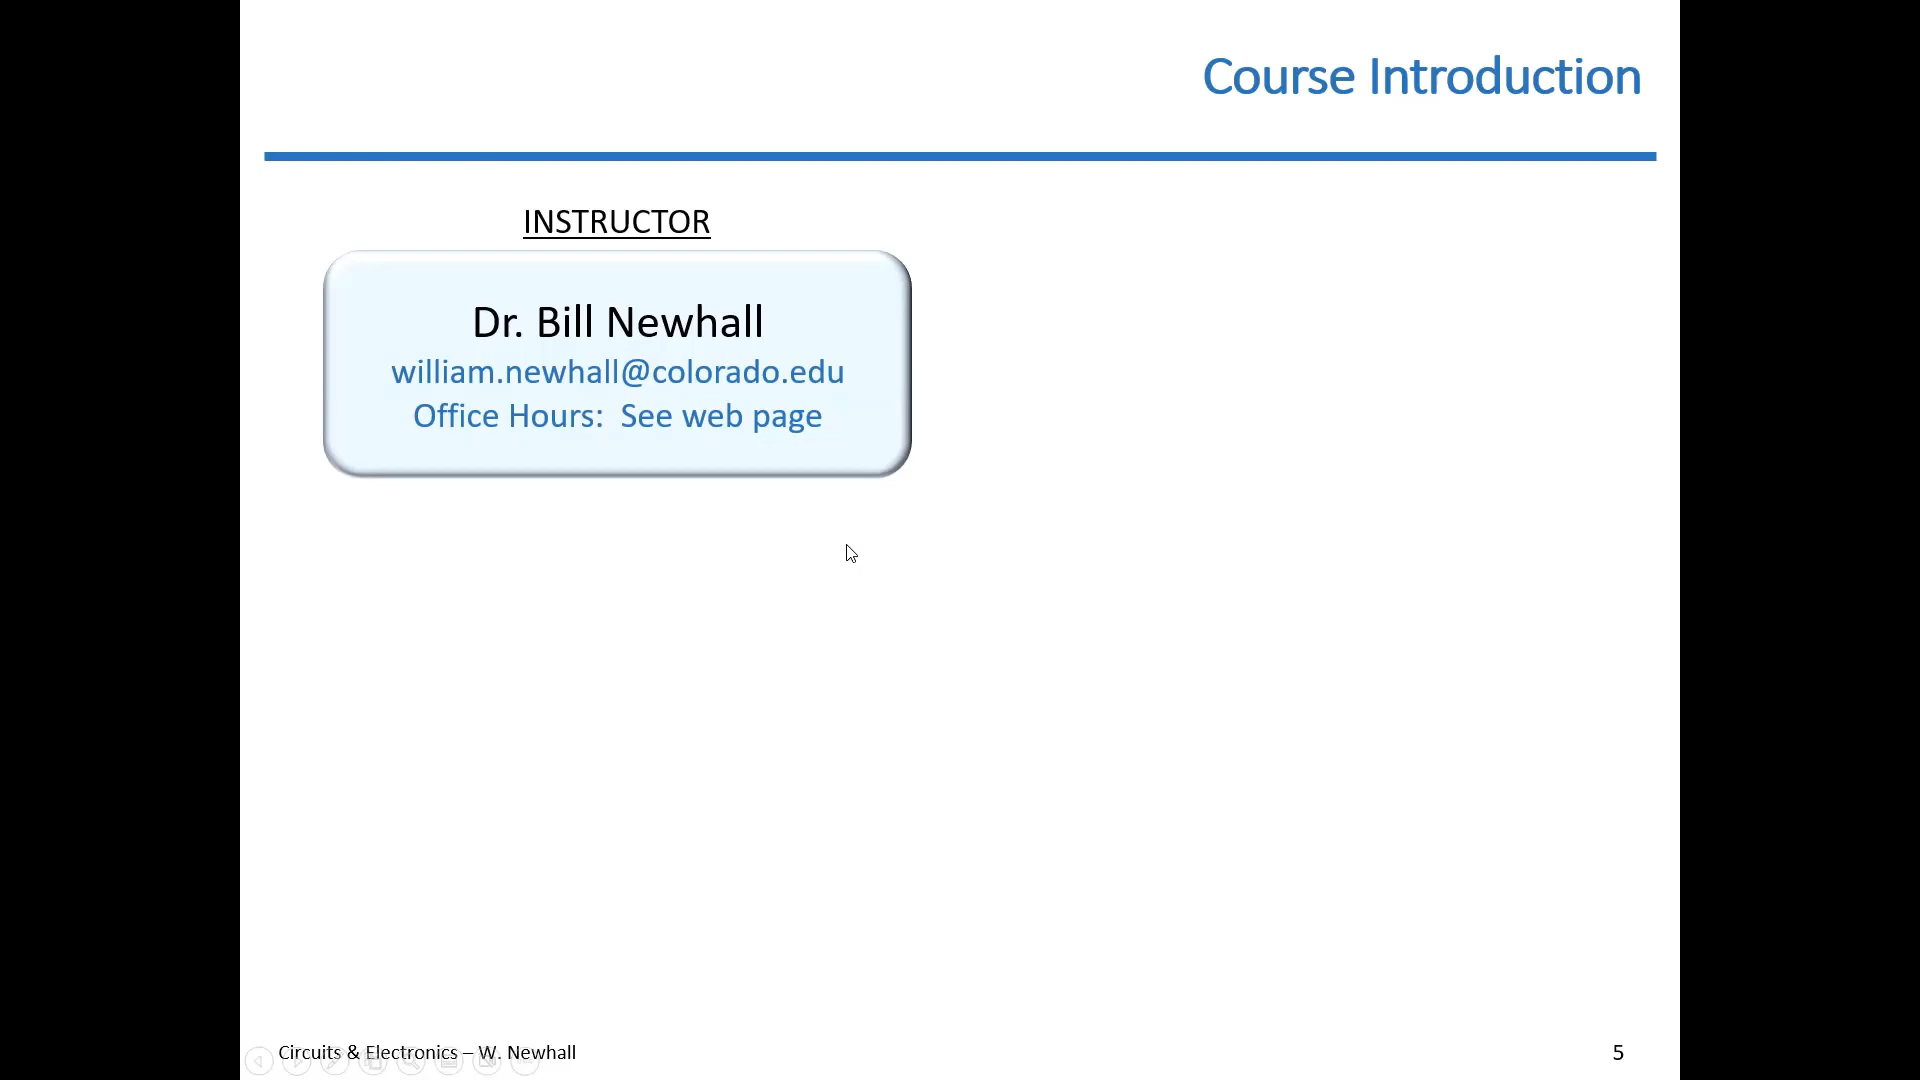 Course Introduction
INSTRUCTOR
Dr. Bill Newhall
william.newhall@colorado.edu
Office Hours:  See web page
Circuits & Electronics – W. Newhall
5